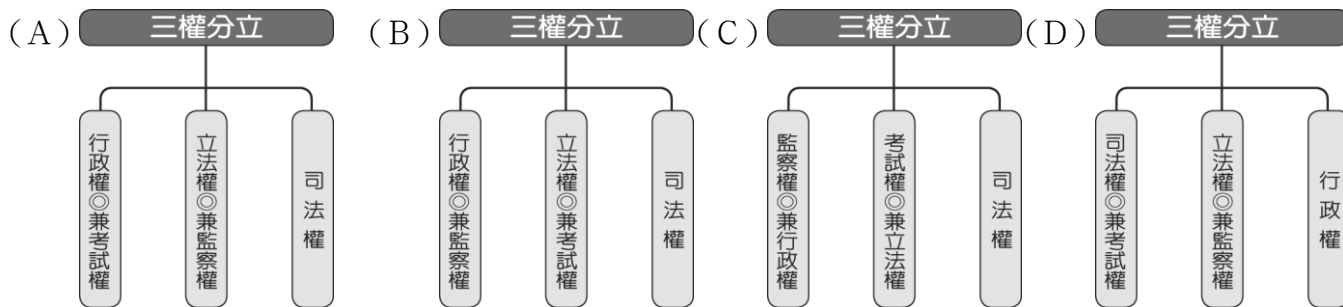 (A)
三權分立
行政權◎兼考試權
立法權◎兼監察權
司法權
(B)
三權分立
行政權◎兼監察權
立法權◎兼考試權
司法權
(C)
三權分立
監察權◎兼行政權
考試權◎兼立法權
司法權
(D)
三權分立
司法權◎兼考試權
立法權◎兼監察權
行政權